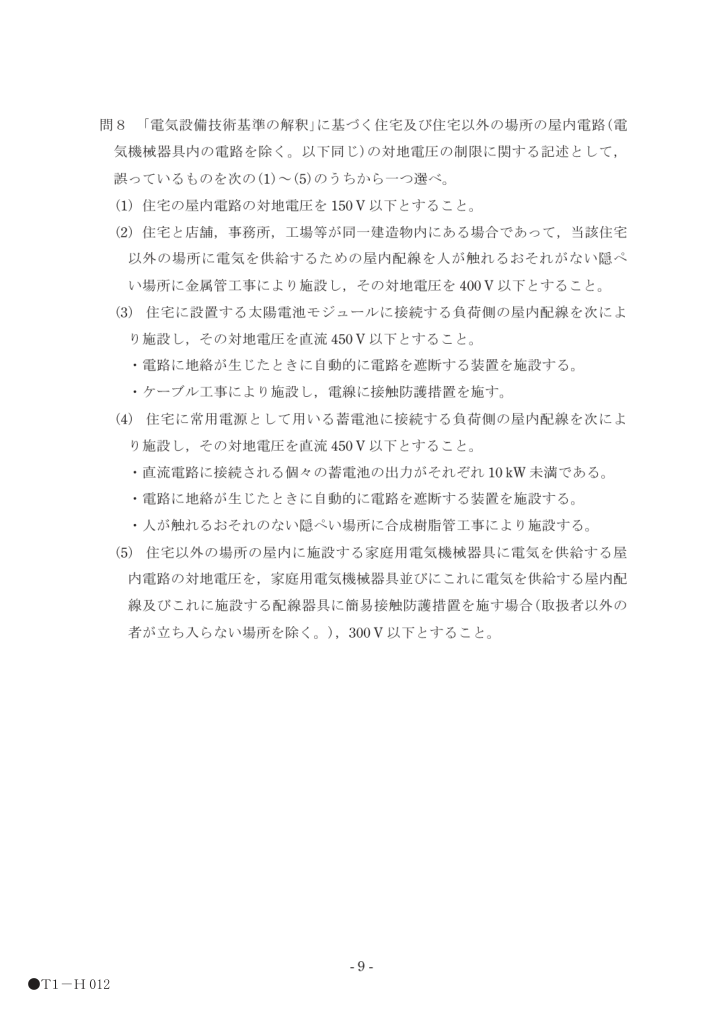 問8 「電気設備技術基準の解釈」に基づく住宅及び住宅以外の場所の屋内電路(電
気機械器具内の電路を除く。以下同じ)の対地電圧の制限に関する記述として,
誤っているものを次の(1)~(5)のうちから一つ選べ。
(1) 住宅の屋内電路の対地電圧を 150 V 以下とすること。
(2) 住宅と店舗,事務所,工場等が同一建造物内にある場合であって,当該住宅
以外の場所に電気を供給するための屋内配線を人が触れるおそれがない隠ぺ
い場所に金属管工事により施設し,その対地電圧を 400 V 以下とすること。
(3) 住宅に設置する太陽電池モジュールに接続する負荷側の屋内配線を次によ
り施設し,その対地電圧を直流 450 V 以下とすること。
・電路に地絡が生じたときに自動的に電路を遮断する装置を施設する。
・ケーブル工事により施設し,電線に接触防護措置を施す。
(4) 住宅に常用電源として用いる蓄電池に接続する負荷側の屋内配線を次によ
り施設し,その対地電圧を直流 450 V 以下とすること。
・直流電路に接続される個々の蓄電池の出力がそれぞれ 10 kW 未満である。
・電路に地絡が生じたときに自動的に電路を遮断する装置を施設する。
・人が触れるおそれのない隠ぺい場所に合成樹脂管工事により施設する。
(5) 住宅以外の場所の屋内に施設する家庭用電気機械器具に電気を供給する屋
内電路の対地電圧を,家庭用電気機械器具並びにこれに電気を供給する屋内配
線及びこれに施設する配線器具に簡易接触防護措置を施す場合(取扱者以外の
者が立ち入らない場所を除く。),300 V 以下とすること。
- 9 -
●T1-H 012